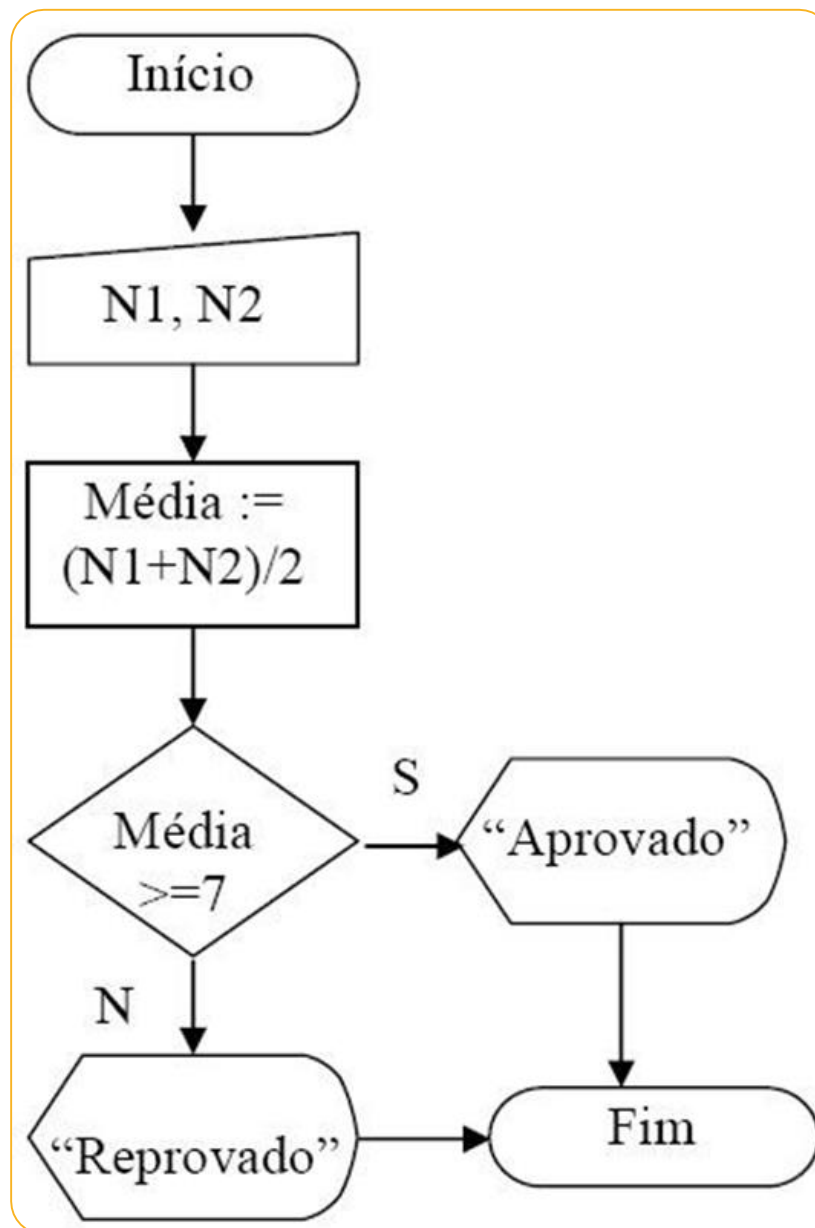 Início
N1, N2
Média :=
(N1+N2)/2
Média
>=7
S
“Aprovado”
N
“Reprovado”
Fim